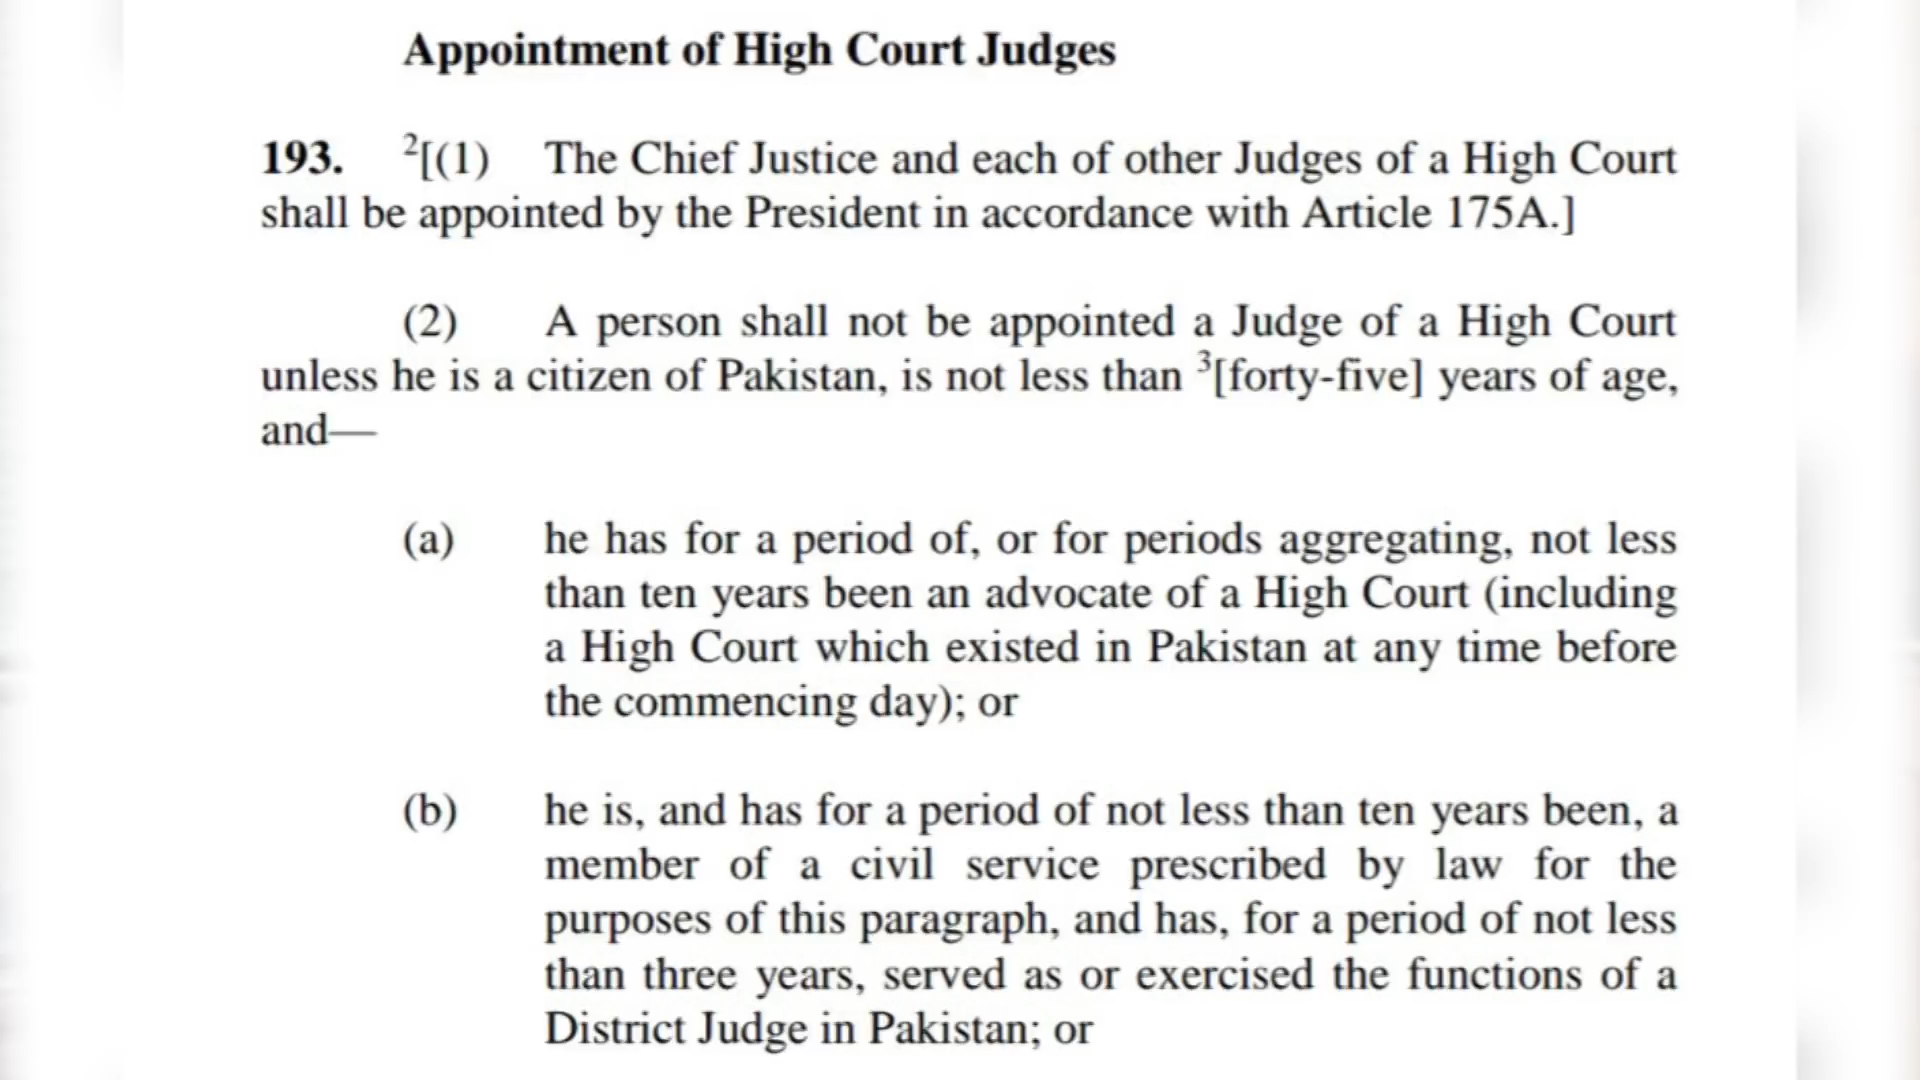 Appointment of High Court Judges
193. ²[(1) The Chief Justice and each of other Judges of a High Court
shall be appointed by the President in accordance with Article 175A.]
(2) A person shall not be appointed a Judge of a High Court
unless he is a citizen of Pakistan, is not less than ³[forty-five] years of age,
and—
(a) he has for a period of, or for periods aggregating, not less
than ten years been an advocate of a High Court (including
a High Court which existed in Pakistan at any time before
the commencing day); or
(b) he is, and has for a period of not less than ten years been, a
member of a civil service prescribed by law for the
purposes of this paragraph, and has, for a period of not less
than three years, served as or exercised the functions of a
District Judge in Pakistan; or